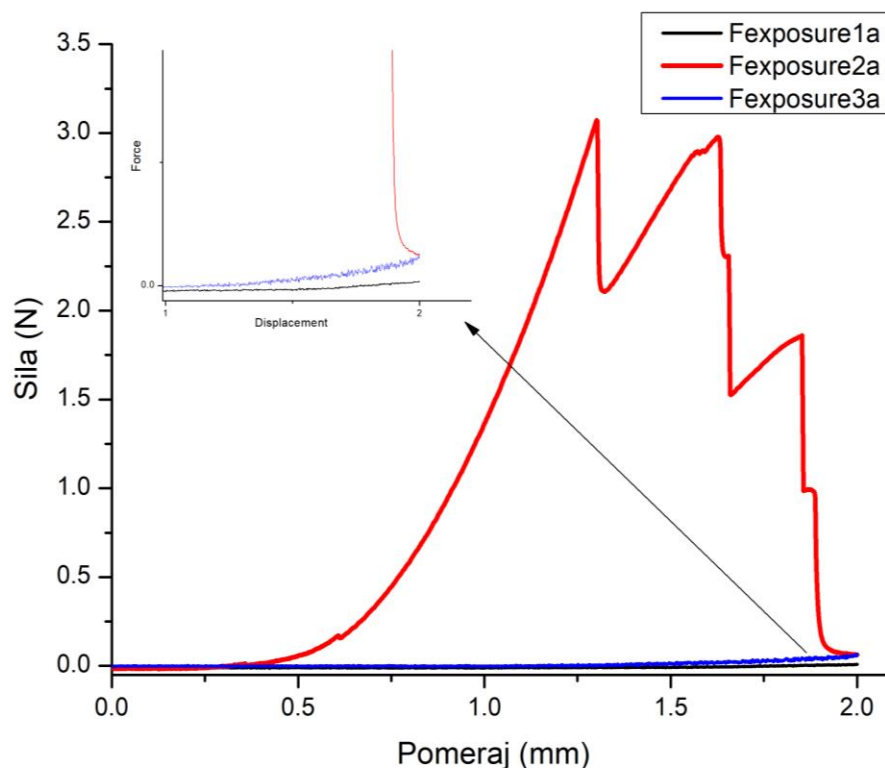 Fexposure1a
Fexposure2a
Fexposure3a
3.5
3.0
2.5
2.0
1.5
1.0
0.5
0.0
Sila (N)
0.0
0.5
1.0
1.5
2.0
Pomeraj (mm)
Force
0.0
1
2
Displacement